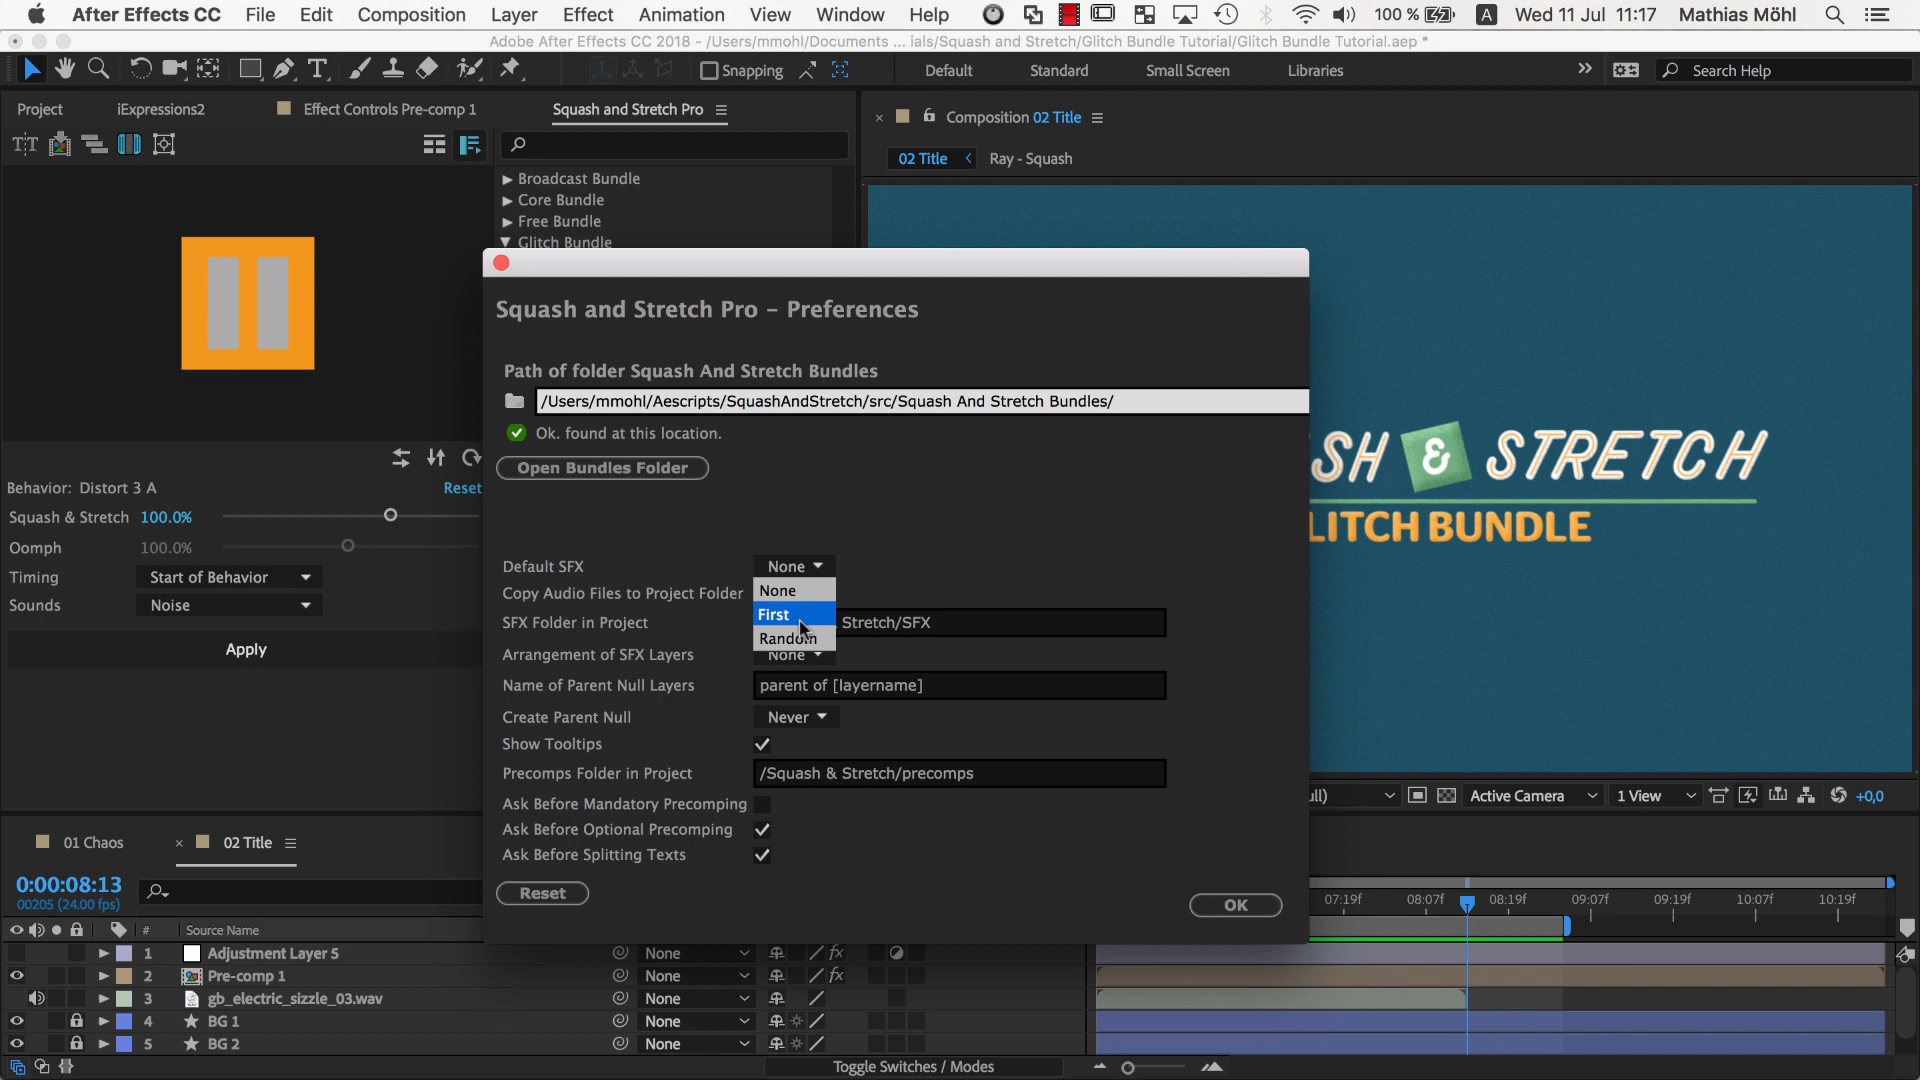 After Effects CC File Edit Composition Layer Effect Animation View Window Help 100 % A Wed 11 Jul 11:17 Mathias Möhl
Adobe After Effects CC 2018 - /Users/mmohl/Documents ... ials/Squash and Stretch/Glitch Bundle Tutorial/Glitch Bundle Tutorial.aep *
T Snapping Default Standard Small Screen Libraries Search Help
Project iExpressions2 Effect Controls Pre-comp 1 Squash and Stretch Pro
Composition 02 Title
02 Title Ray - Squash
Broadcast Bundle
Core Bundle
Free Bundle
Glitch Bundle
Squash and Stretch Pro – Preferences
Path of folder Squash And Stretch Bundles
/Users/mmohl/Aescripts/SquashAndStretch/src/Squash And Stretch Bundles/
Ok. found at this location.
Open Bundles Folder
SH & STRETCH
LITCH BUNDLE
Behavior: Distort 3 A Reset
Squash & Stretch 100.0%
Oomph 100.0%
Timing Start of Behavior
Sounds Noise
Apply
Default SFX None
None
First
Random
Copy Audio Files to Project Folder
SFX Folder in Project Stretch/SFX
Arrangement of SFX Layers None
Name of Parent Null Layers parent of [layername]
Create Parent Null Never
Show Tooltips
Precomps Folder in Project /Squash & Stretch/precomps
Ask Before Mandatory Precomping
Ask Before Optional Precomping
Ask Before Splitting Texts
Reset
OK
ull) Active Camera 1 View +0,0
01 Chaos × 02 Title
0:00:08:13
00205 (24.00 fps)
07:19f 08:07f 08:19f 09:07f 09:19f 10:07f 10:19f
# Source Name
1 Adjustment Layer 5 None fx
2 Pre-comp 1 None fx
3 gb_electric_sizzle_03.wav None
4 BG 1 None
5 BG 2 None
Toggle Switches / Modes